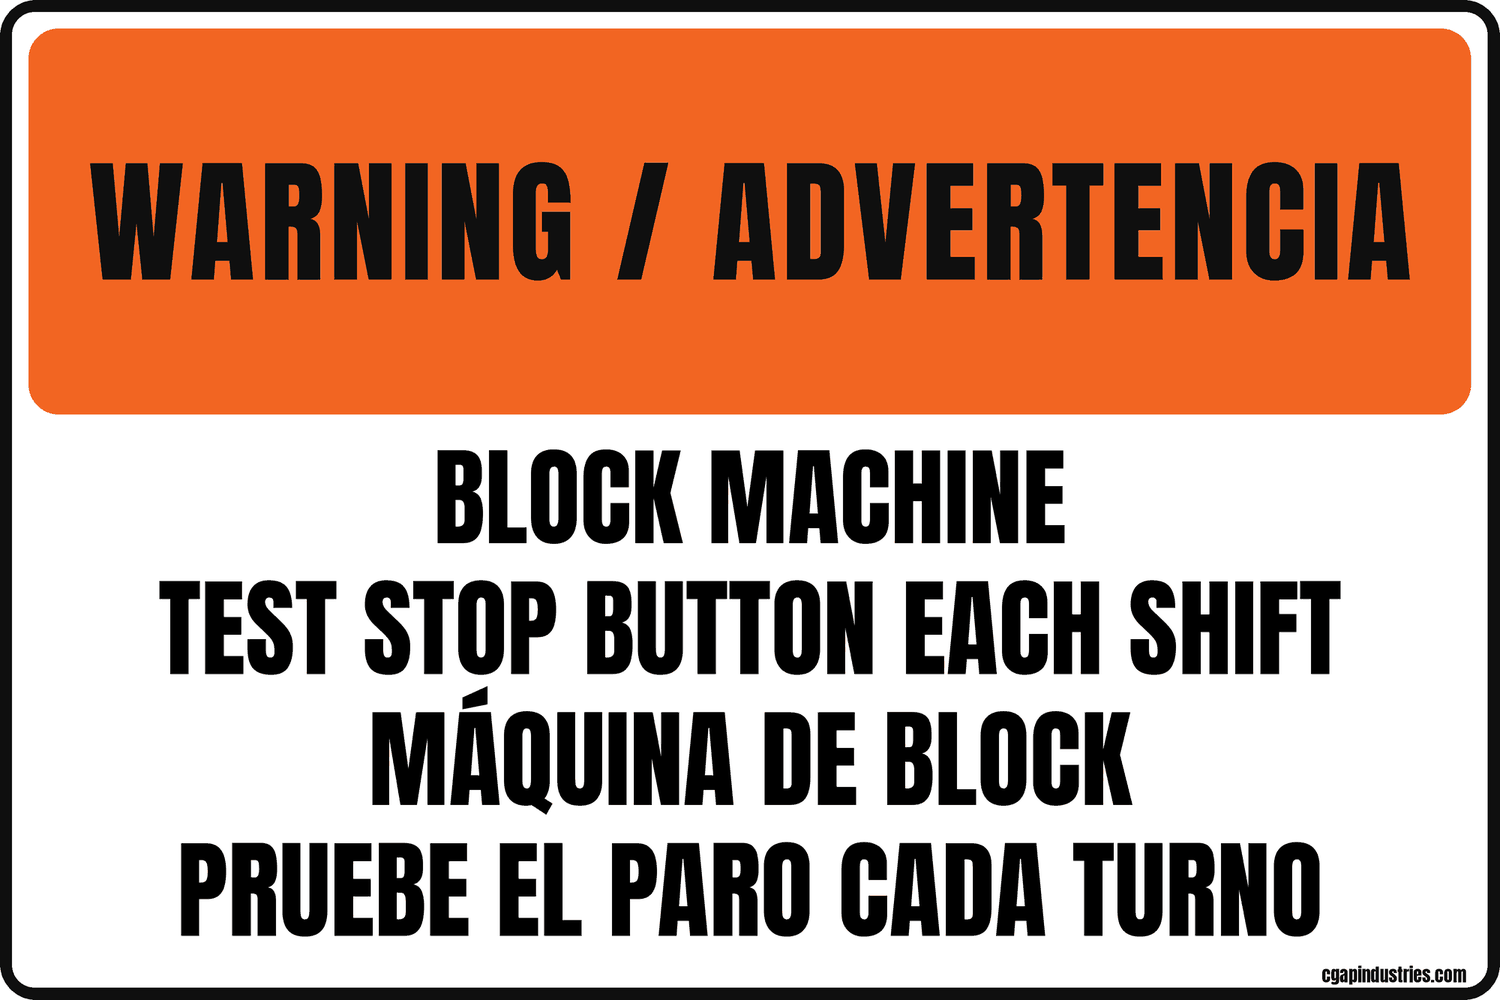 WARNING / ADVERTENCIA
BLOCK MACHINE
TEST STOP BUTTON EACH SHIFT
MÁQUINA DE BLOCK
PRUEBE EL PARO CADA TURNO
cgapindustries.com